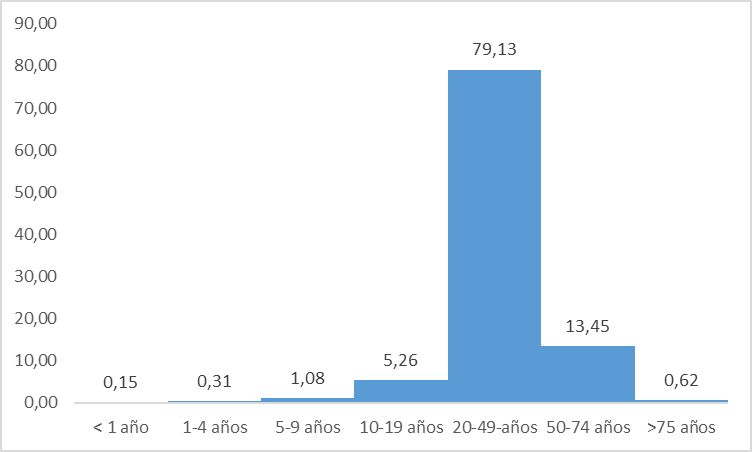 90,00
80,00
70,00
60,00
50,00
40,00
30,00
20,00
10,00
0,00
0,15
0,31
1,08
5,26
79,13
13,45
0,62
< 1 año
1-4 años
5-9 años
10-19 años
20-49-años
50-74 años
>75 años